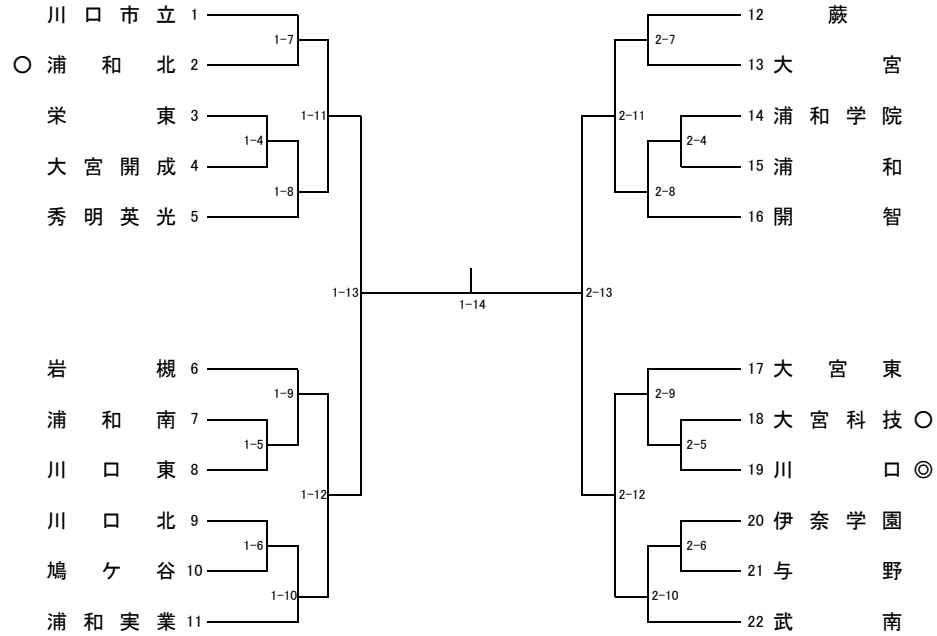 川口市立 1
1-7
○ 浦和北 2
1-11
栄東 3
1-4
大宮開成 4
1-8
秀明英光 5
1-13
岩槻 6
1-9
浦和南 7
1-5
川口東 8
1-12
川口北 9
1-6
鳩ケ谷 10
1-10
浦和実業 11
1-14
12 蕨
2-7
13 大宮
2-11
14 浦和学院
2-4
15 浦和
2-8
16 開智
2-13
17 大宮東
2-9
18 大宮科技 ○
2-5
19 川口 ◎
2-12
20 伊奈学園
2-6
21 与野
2-10
22 武南